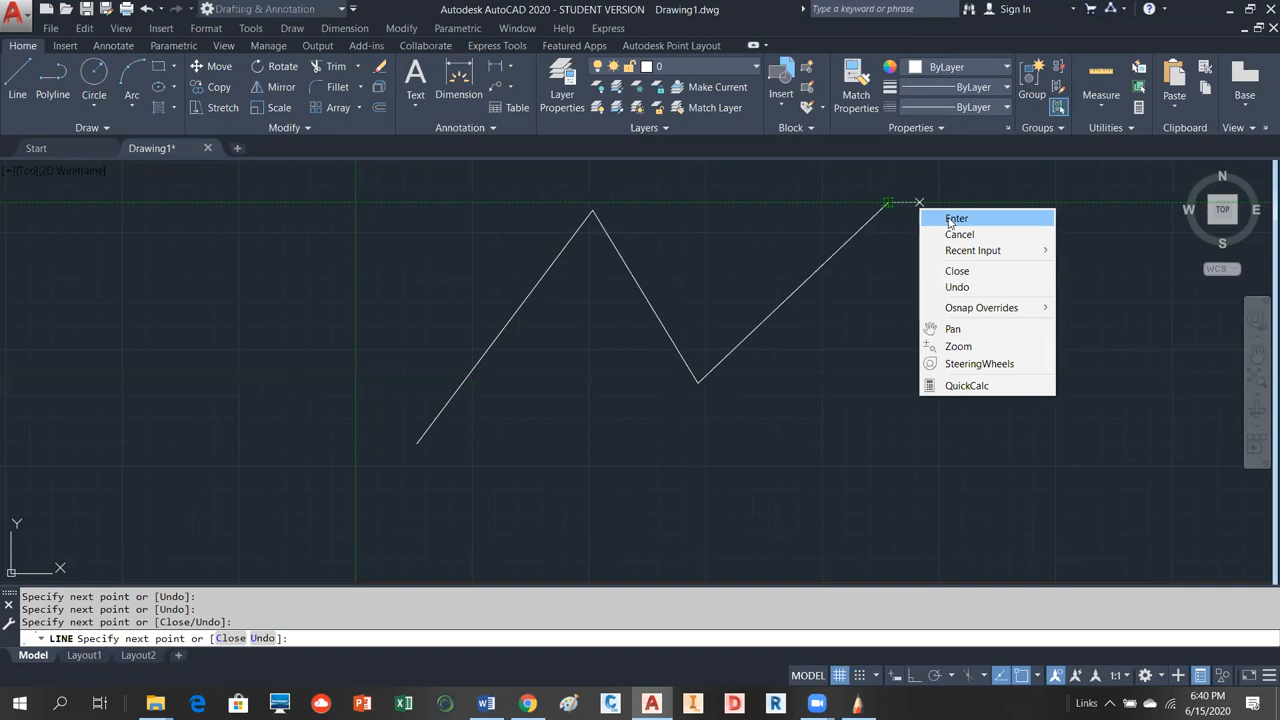 Drafting & Annotation
Autodesk AutoCAD 2020 - STUDENT VERSION Drawing1.dwg
Type a keyword or phrase
Sign In
File Edit View Insert Format Tools Draw Dimension Modify Parametric Window Help Express
Home Insert Annotate Parametric View Manage Output Add-ins Collaborate Express Tools Featured Apps Autodesk Point Layout
Line Polyline Circle Arc
Move Rotate Trim
Copy Mirror Fillet
Stretch Scale Array
Text Dimension Table
Layer Properties
0
Make Current
Match Layer
Insert
Match Properties
ByLayer
ByLayer
ByLayer
Group
Measure
Paste
Base
Draw Modify Annotation Layers Block Properties Groups Utilities Clipboard View
Start Drawing1*
[−][Top][2D Wireframe]
N
W TOP E
S
WCS
Enter
Cancel
Recent Input
Close
Undo
Osnap Overrides
Pan
Zoom
SteeringWheels
QuickCalc
Y
X
Specify next point or [Undo]:
Specify next point or [Undo]:
Specify next point or [Close/Undo]:
LINE Specify next point or [Close Undo]:
Model Layout1 Layout2
MODEL 1:1
Links
6:40 PM
6/15/2020